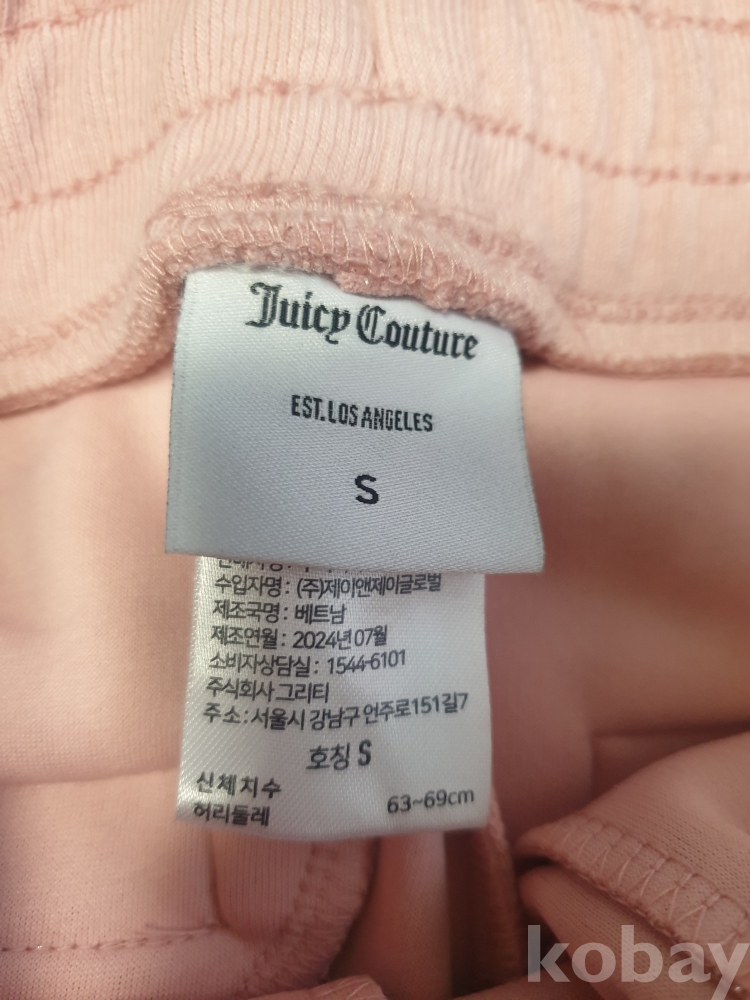 Juicy Couture
EST. LOS ANGELES
S
수입자명 : (주)제이앤제이글로벌
제조국명 : 베트남
제조연월 : 2024년 07월
소비자상담실 : 1544-6101
주식회사 그리티
주소 : 서울시 강남구 언주로151길7
호칭 S
신체치수
허리둘레 63~69cm
kobay